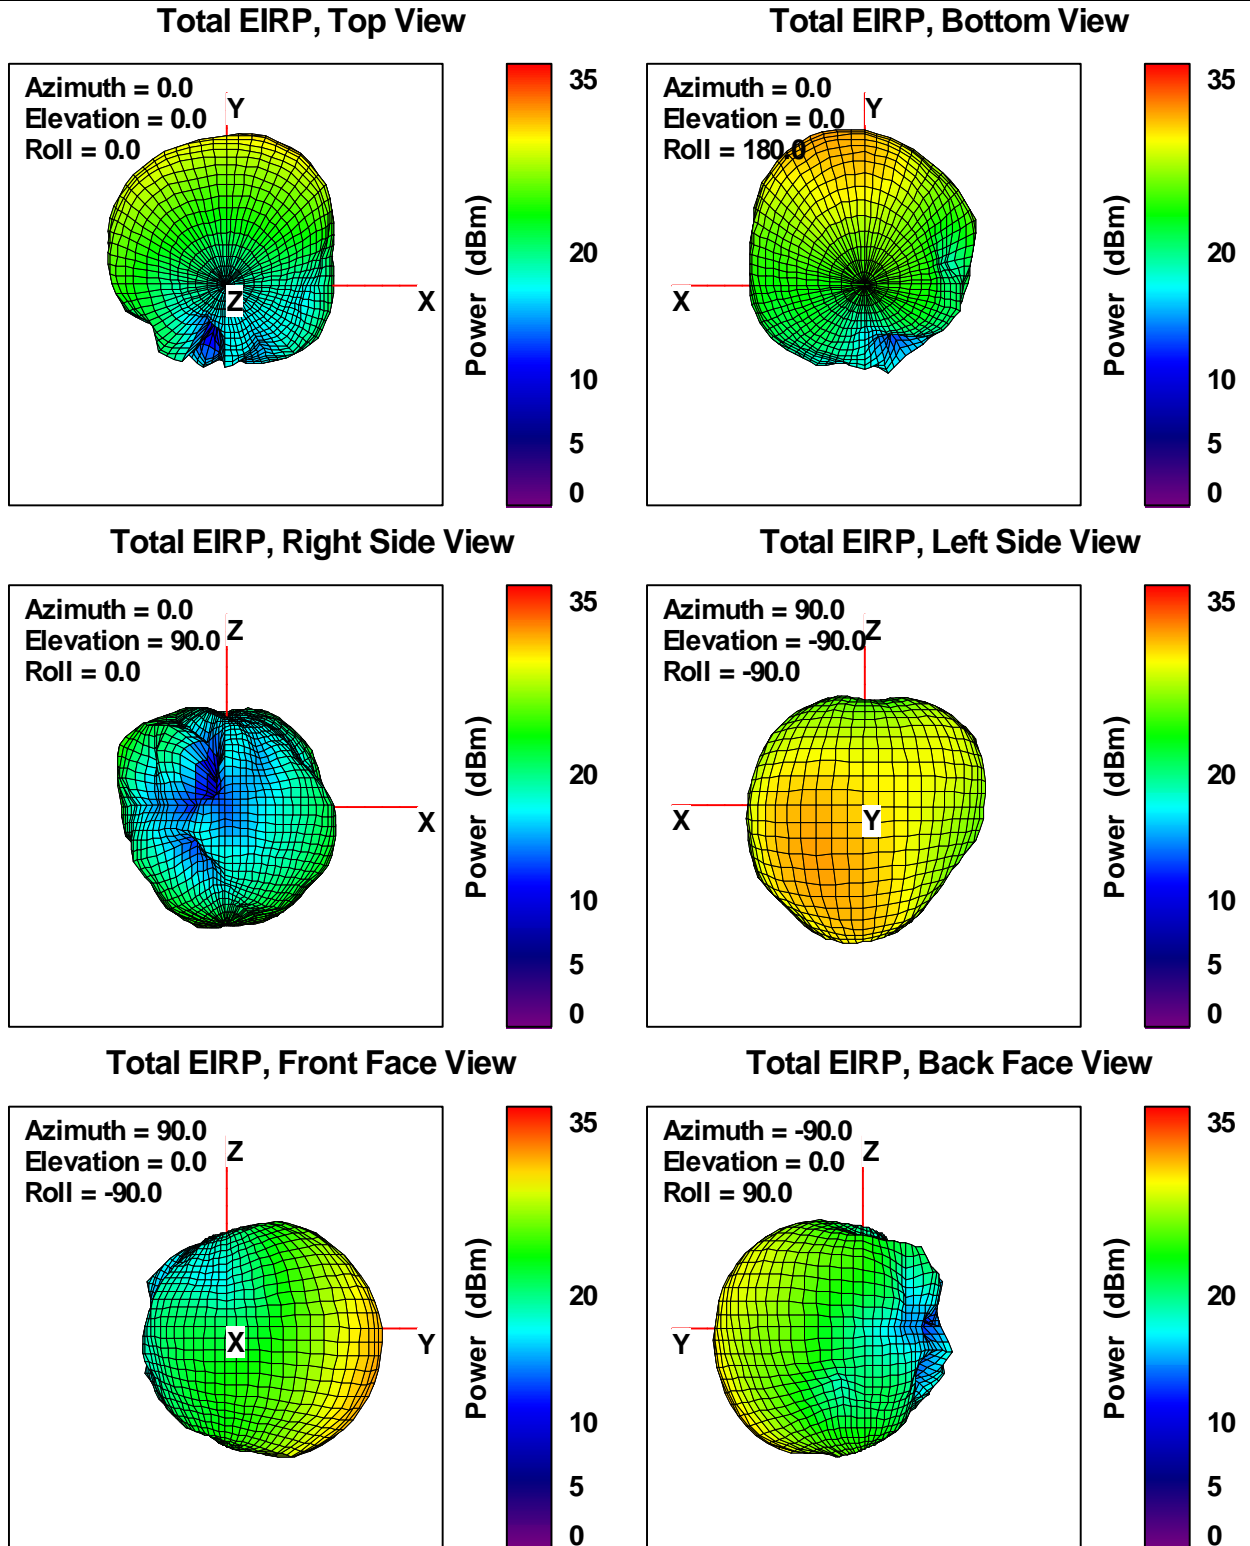 Total EIRP, Top View
Azimuth = 0.0
Elevation = 0.0
Roll = 0.0
Y
Z
X
Power (dBm)
35
20
10
5
0
Total EIRP, Bottom View
Azimuth = 0.0
Elevation = 0.0
Roll = 180.0
Y
X
Power (dBm)
35
20
10
5
0
Total EIRP, Right Side View
Azimuth = 0.0
Elevation = 90.0
Roll = 0.0
Z
X
Power (dBm)
35
20
10
5
0
Total EIRP, Left Side View
Azimuth = 90.0
Elevation = -90.0
Roll = -90.0
Z
X
Y
Power (dBm)
35
20
10
5
0
Total EIRP, Front Face View
Azimuth = 90.0
Elevation = 0.0
Roll = -90.0
Z
X
Y
Power (dBm)
35
20
10
5
0
Total EIRP, Back Face View
Azimuth = -90.0
Elevation = 0.0
Roll = 90.0
Z
Y
Power (dBm)
35
20
10
5
0